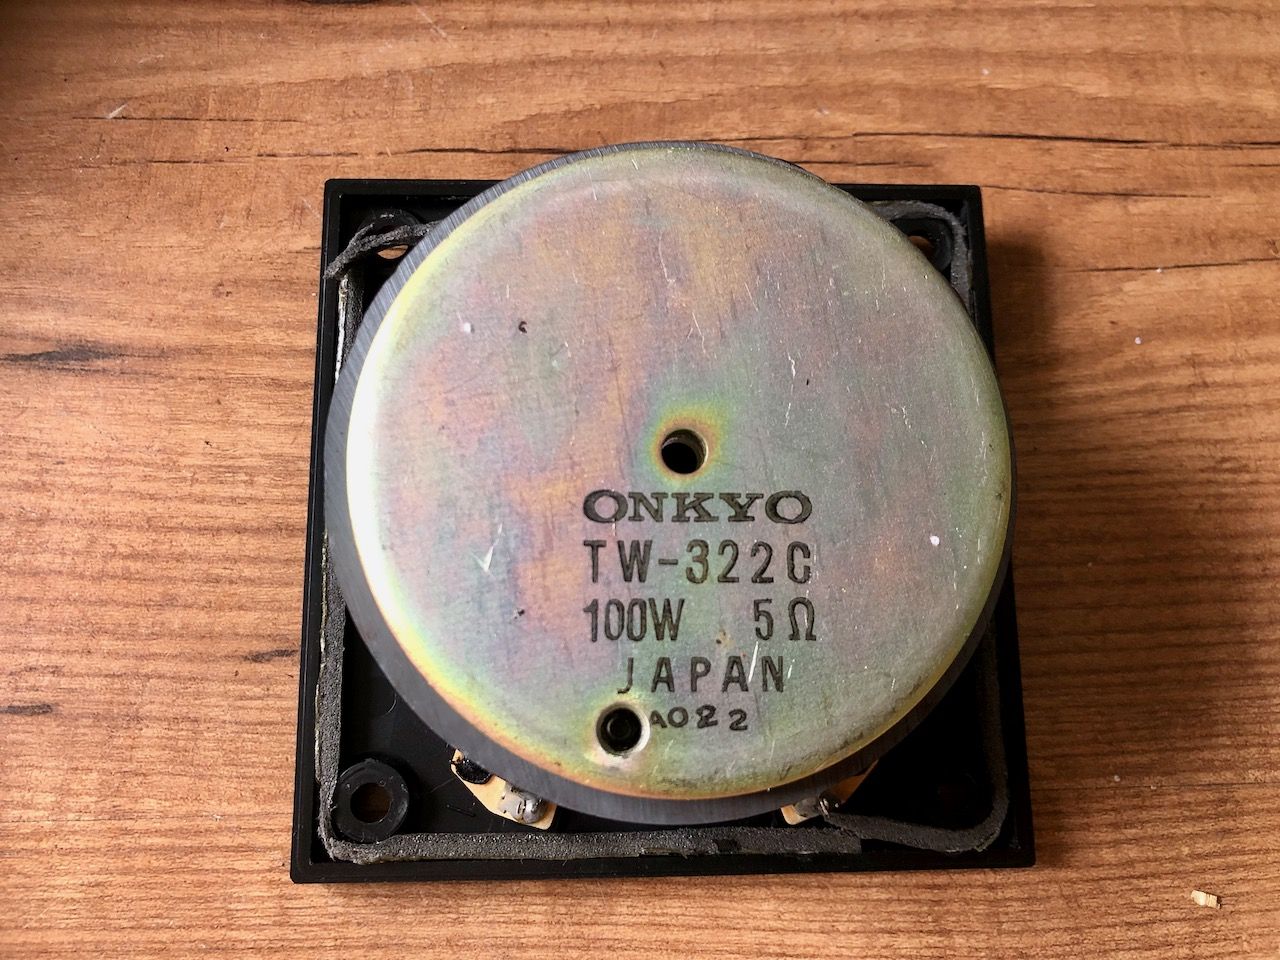 ONKYO
TW-322C
100W 5Ω
JAPAN
A022